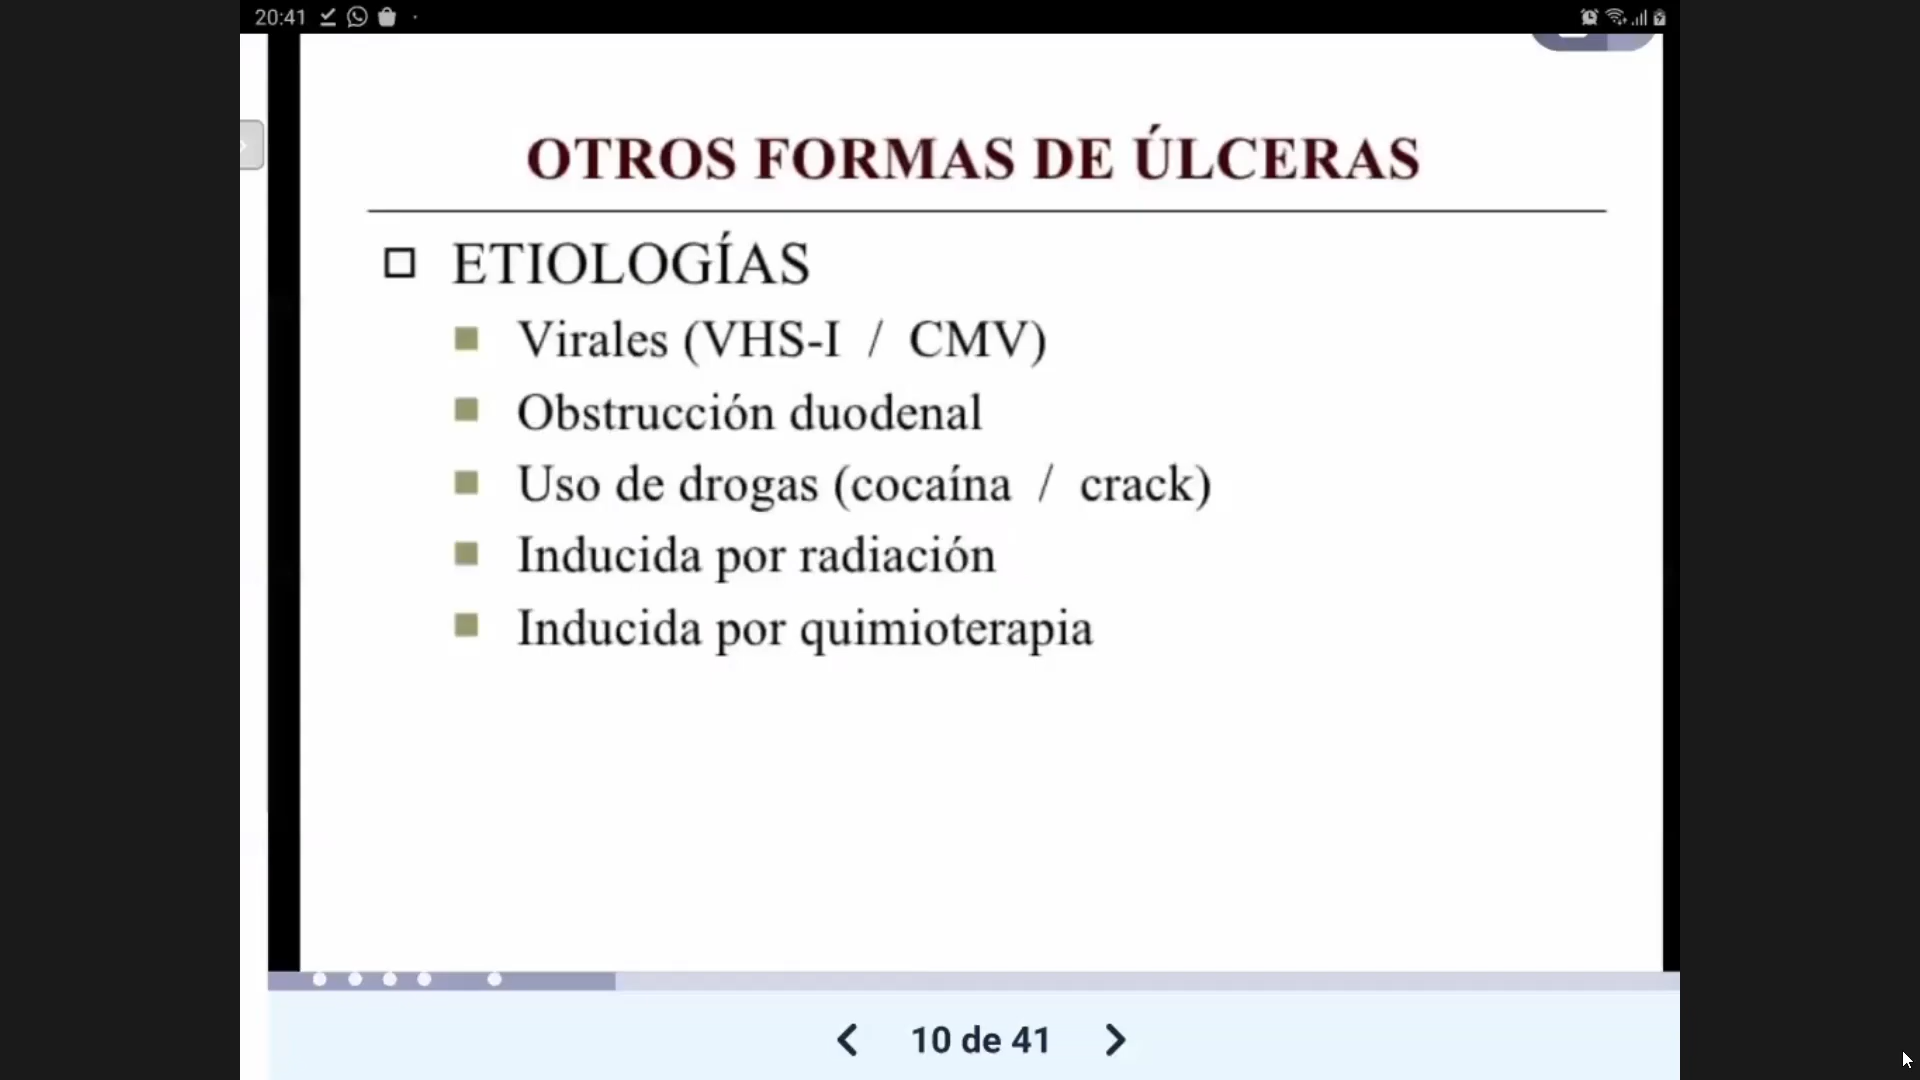 20:41
OTROS FORMAS DE ÚLCERAS
ETIOLOGÍAS
Virales (VHS-I / CMV)
Obstrucción duodenal
Uso de drogas (cocaína / crack)
Inducida por radiación
Inducida por quimioterapia
10 de 41